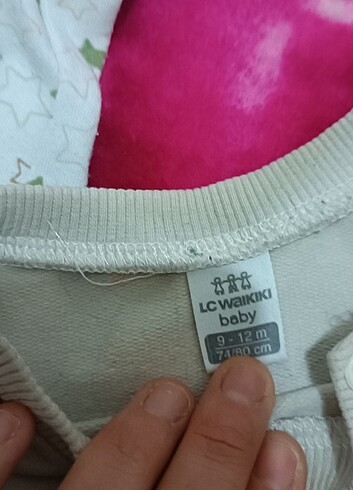 LC WAIKIKI
baby
9 - 12 m
74/80 cm